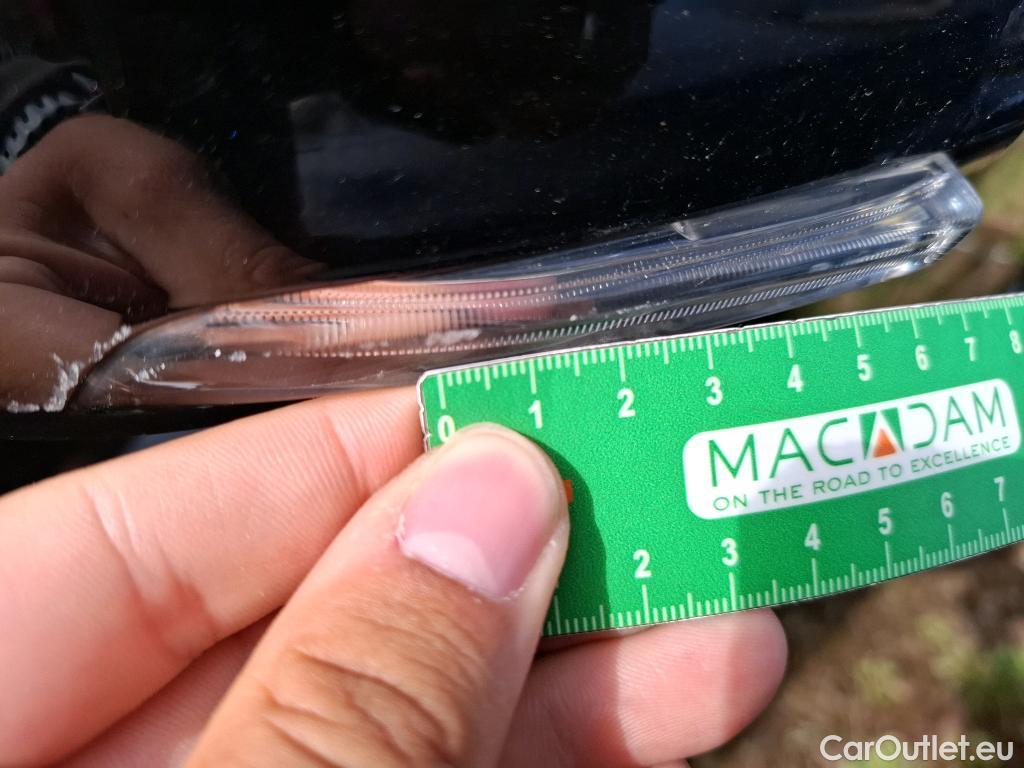 0 1 2 3 4 5 6 7 8
MACADAM
ON THE ROAD TO EXCELLENCE
2 3 4 5 6 7
CarOutlet.eu